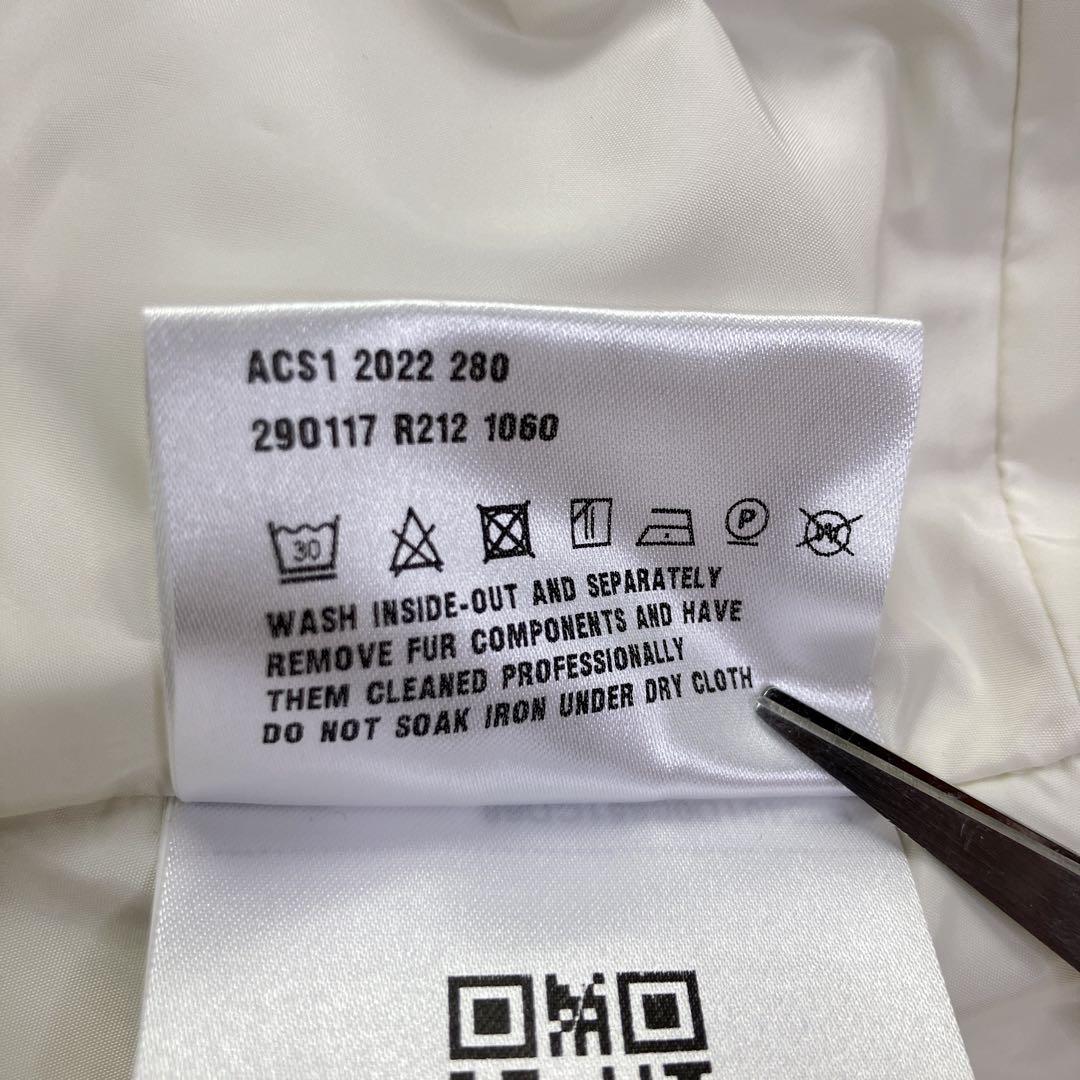 ACS1 2022 280
290117 R212 1060
30
P
W
WASH INSIDE-OUT AND SEPARATELY
REMOVE FUR COMPONENTS AND HAVE
THEM CLEANED PROFESSIONALLY
DO NOT SOAK IRON UNDER DRY CLOTH